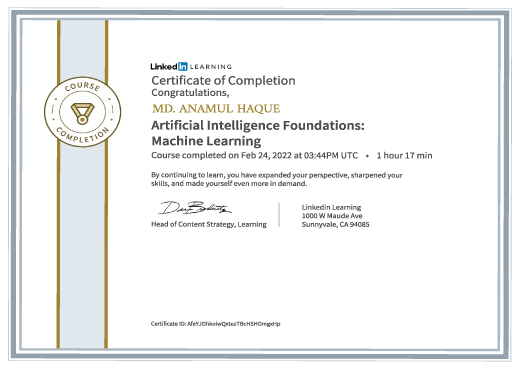 COURSE
COMPLETION
Linked in LEARNING
Certificate of Completion
Congratulations,
MD. ANAMUL HAQUE
Artificial Intelligence Foundations:
Machine Learning
Course completed on Feb 24, 2022 at 03:44PM UTC • 1 hour 17 min
By continuing to learn, you have expanded your perspective, sharpened your
skills, and made yourself even more in demand.
Head of Content Strategy, Learning
LinkedIn Learning
1000 W Maude Ave
Sunnyvale, CA 94085
Certificate ID: